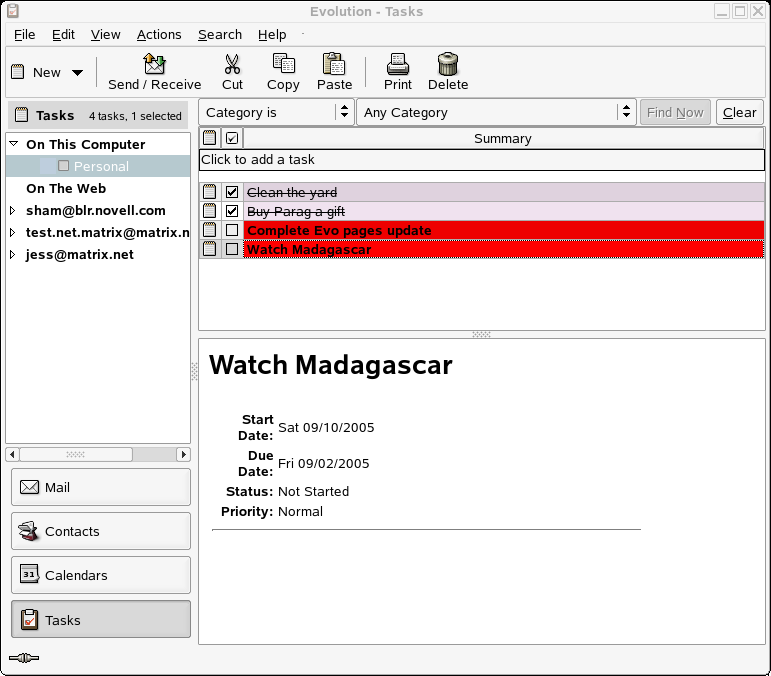 Evolution - Tasks
File Edit View Actions Search Help
New Send / Receive Cut Copy Paste Print Delete
Tasks 4 tasks, 1 selected
Category is Any Category Find Now Clear
Summary
Click to add a task
Clean the yard
Buy Parag a gift
Complete Evo pages update
Watch Madagascar
On This Computer
Personal
On The Web
sham@blr.novell.com
test.net.matrix@matrix.n
jess@matrix.net
Mail
Contacts
31 Calendars
Tasks
Watch Madagascar
Start
Date: Sat 09/10/2005
Due
Date: Fri 09/02/2005
Status: Not Started
Priority: Normal